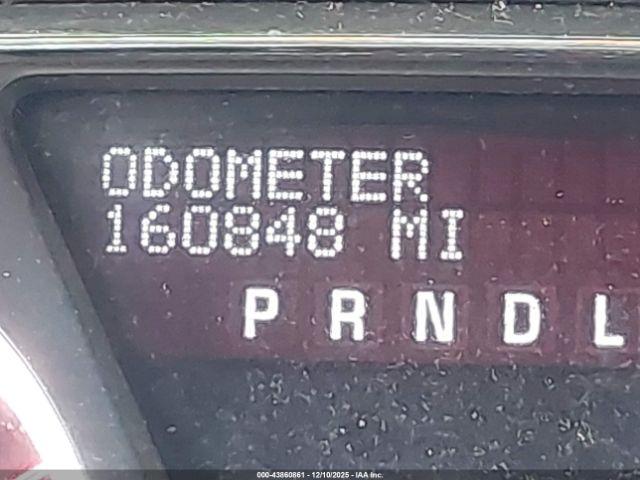 ODOMETER
160848 MI
P R N D L
000-43860861 - 12/10/2025 - IAA Inc.